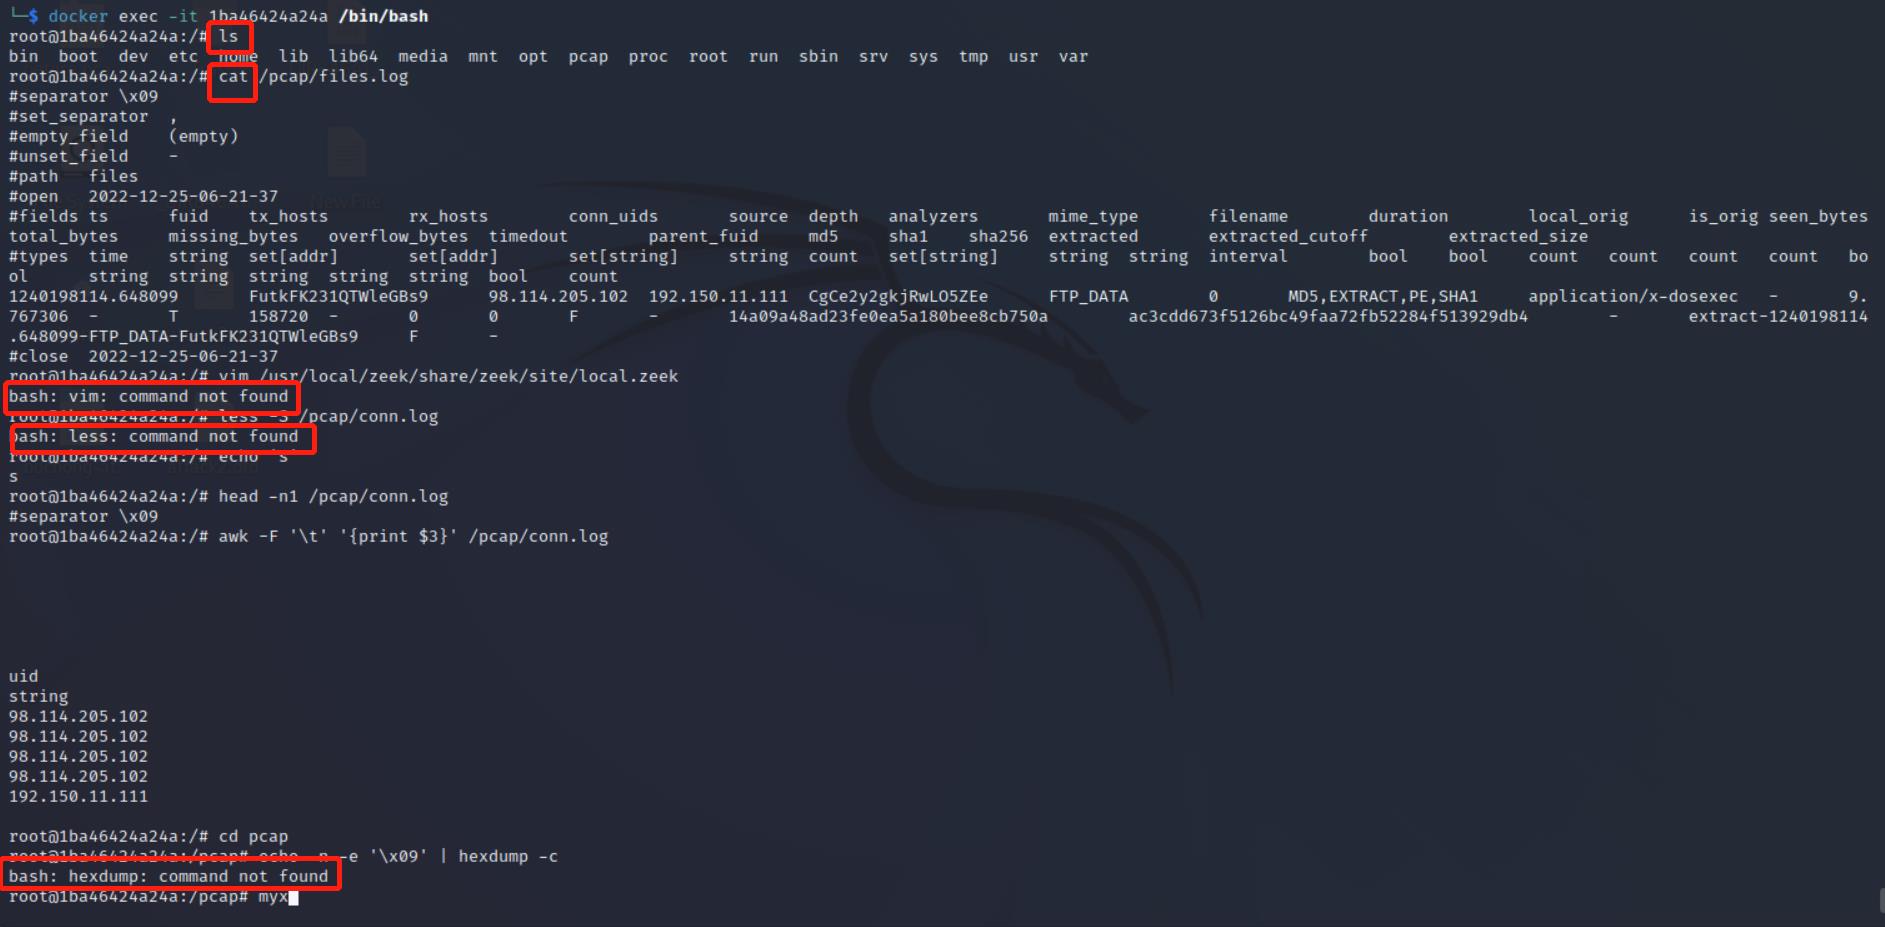 └─$ docker exec -it 1ba46424a24a /bin/bash
root@1ba46424a24a:/# ls
bin boot dev etc home lib lib64 media mnt opt pcap proc root run sbin srv sys tmp usr var
root@1ba46424a24a:/# cat /pcap/files.log
#separator \x09
#set_separator ,
#empty_field (empty)
#unset_field -
#path files
#open 2022-12-25-06-21-37
#fields ts fuid tx_hosts rx_hosts conn_uids source depth analyzers mime_type filename duration local_orig is_orig seen_bytes
total_bytes missing_bytes overflow_bytes timedout parent_fuid md5 sha1 sha256 extracted extracted_cutoff extracted_size
#types time string set[addr] set[addr] set[string] string count set[string] string string interval bool bool count count count count bo
ol string string string string string bool count
1240198114.648099 FutkFK231QTWleGBs9 98.114.205.102 192.150.11.111 CgCe2y2gkjRwLO5ZEe FTP_DATA 0 MD5,EXTRACT,PE,SHA1 application/x-dosexec - 9.
767306 - T 158720 - 0 0 F - 14a09a48ad23fe0ea5a180bee8cb750a ac3cdd673f5126bc49faa72fb52284f513929db4 - extract-1240198114
.648099-FTP_DATA-FutkFK231QTWleGBs9 F -
#close 2022-12-25-06-21-37
root@1ba46424a24a:/# vim /usr/local/zeek/share/zeek/site/local.zeek
bash: vim: command not found
root@1ba46424a24a:/# less -S /pcap/conn.log
bash: less: command not found
root@1ba46424a24a:/# echo 's'
s
root@1ba46424a24a:/# head -n1 /pcap/conn.log
#separator \x09
root@1ba46424a24a:/# awk -F '\t' '{print $3}' /pcap/conn.log
uid
string
98.114.205.102
98.114.205.102
98.114.205.102
98.114.205.102
192.150.11.111
root@1ba46424a24a:/# cd pcap
root@1ba46424a24a:/pcap# echo -n -e '\x09' | hexdump -c
bash: hexdump: command not found
root@1ba46424a24a:/pcap# myx